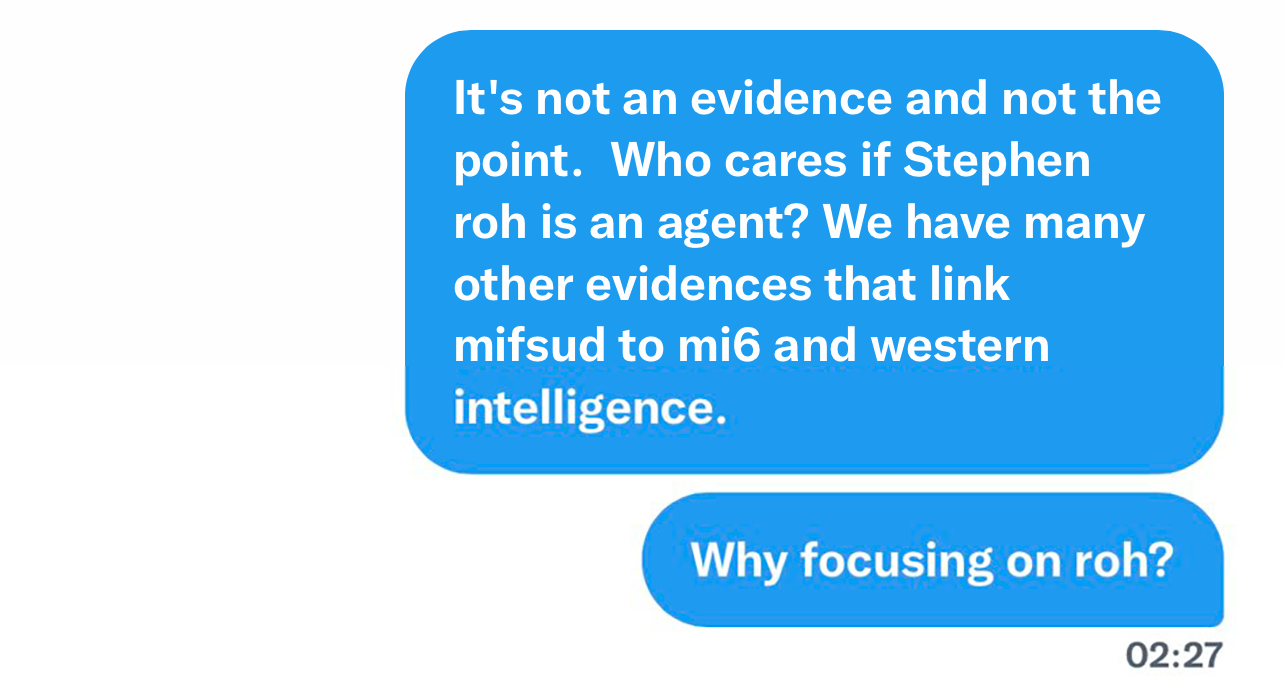 It's not an evidence and not the
point.  Who cares if Stephen
roh is an agent? We have many
other evidences that link
mifsud to mi6 and western
intelligence.
Why focusing on roh?
02:27